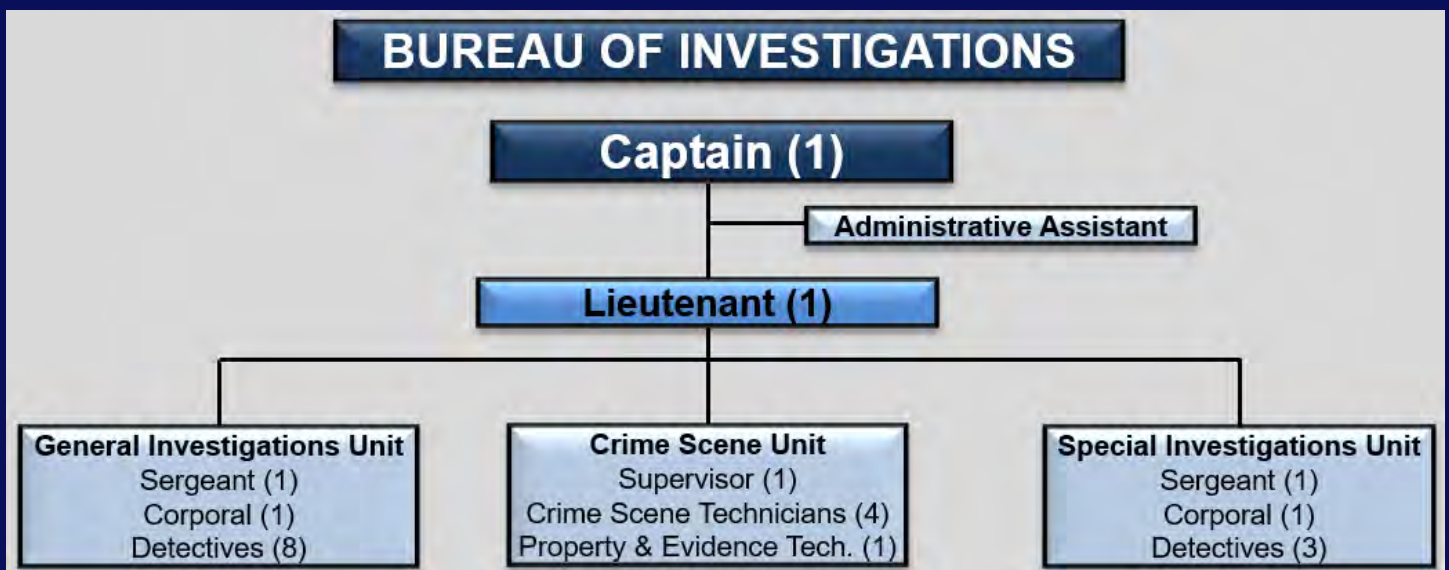 BUREAU OF INVESTIGATIONS
Captain (1)
Administrative Assistant
Lieutenant (1)
General Investigations Unit
Sergeant (1)
Corporal (1)
Detectives (8)
Crime Scene Unit
Supervisor (1)
Crime Scene Technicians (4)
Property & Evidence Tech. (1)
Special Investigations Unit
Sergeant (1)
Corporal (1)
Detectives (3)